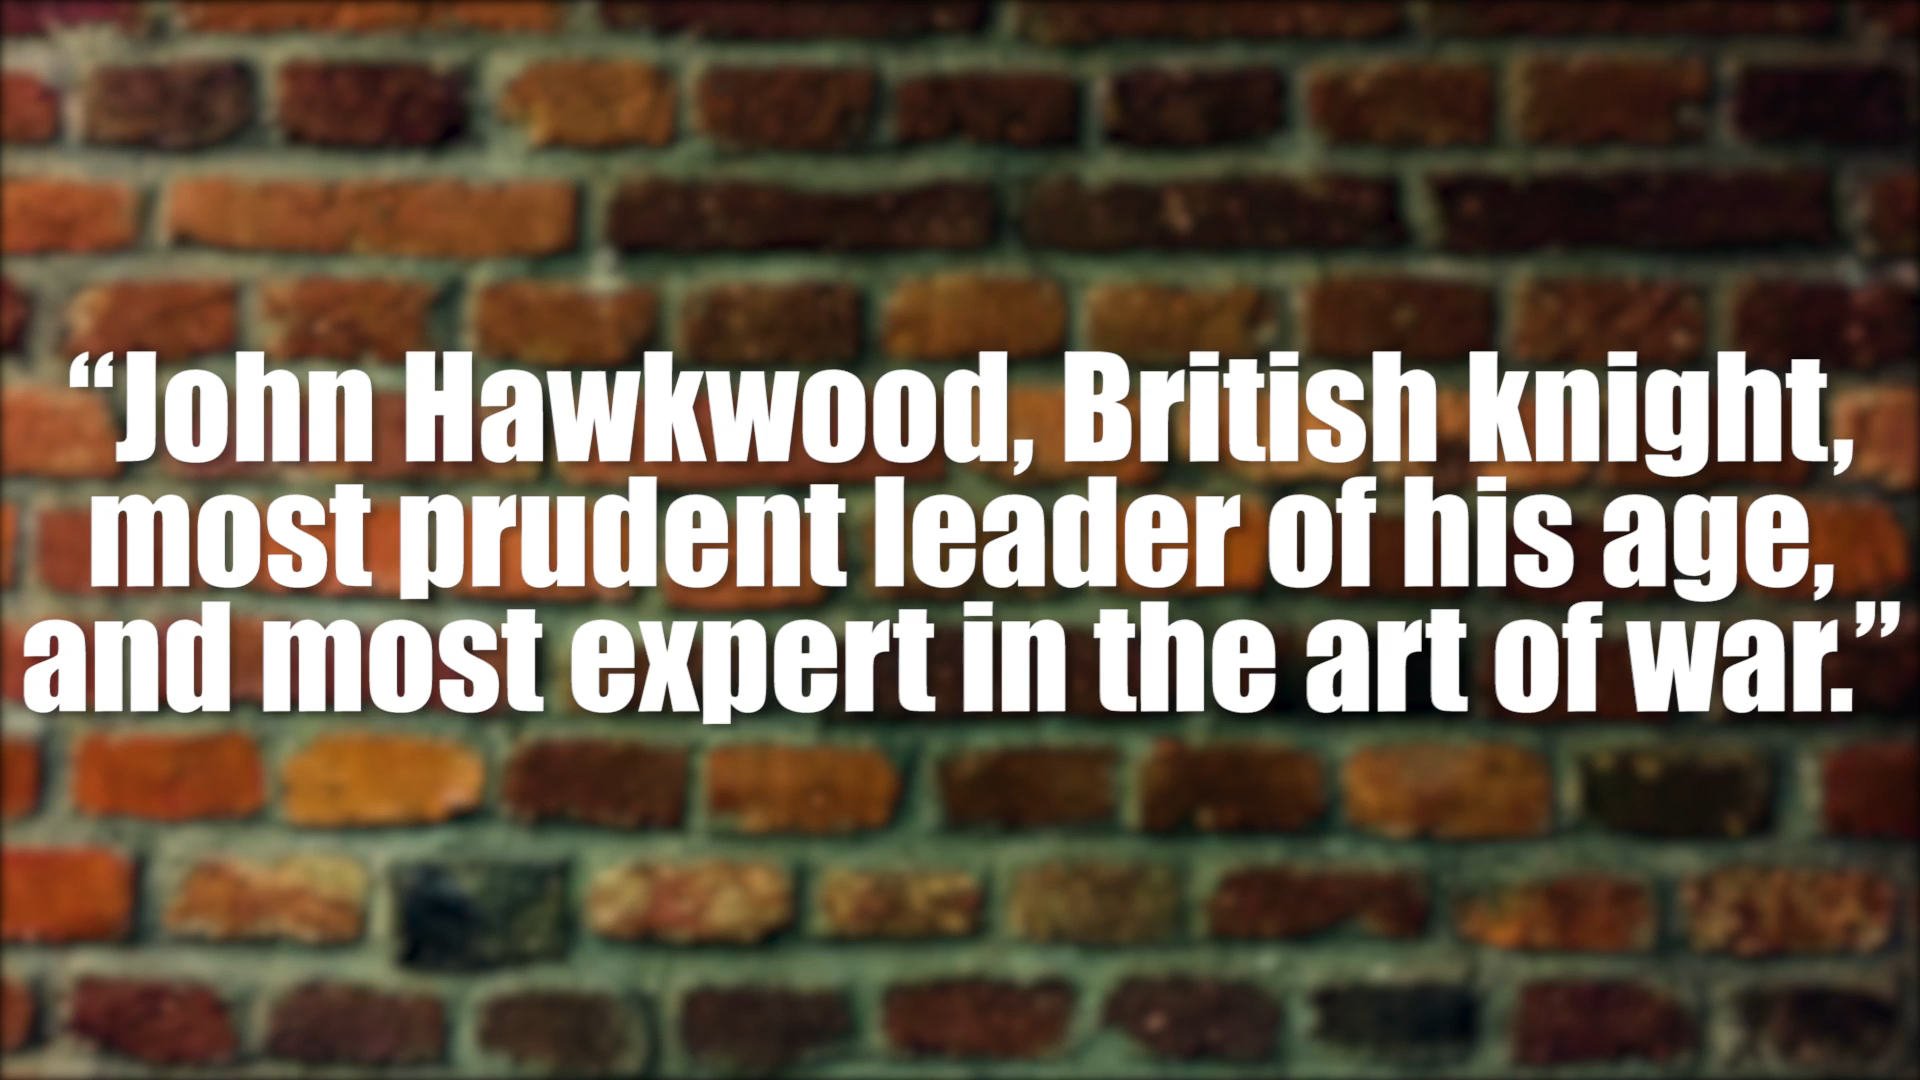 “John Hawkwood, British knight,
most prudent leader of his age,
and most expert in the art of war.”